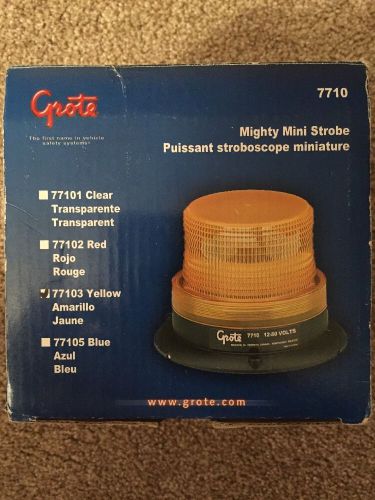 Grote
The first name in vehicle
safety systems
7710
Mighty Mini Strobe
Puissant stroboscope miniature
77101 Clear
Transparente
Transparent
77102 Red
Rojo
Rouge
77103 Yellow
Amarillo
Jaune
77105 Blue
Azul
Bleu
Grote 7710 12-80 VOLTS
www.grote.com